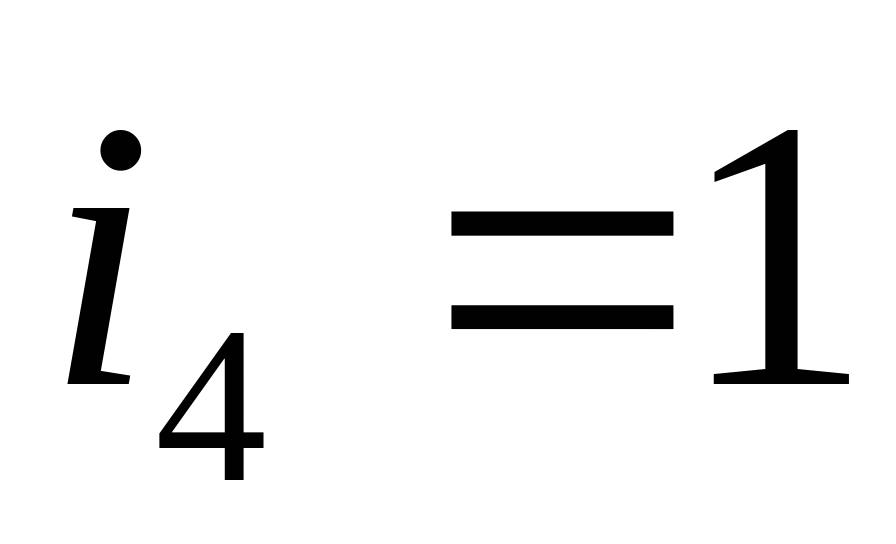 i₄ =1